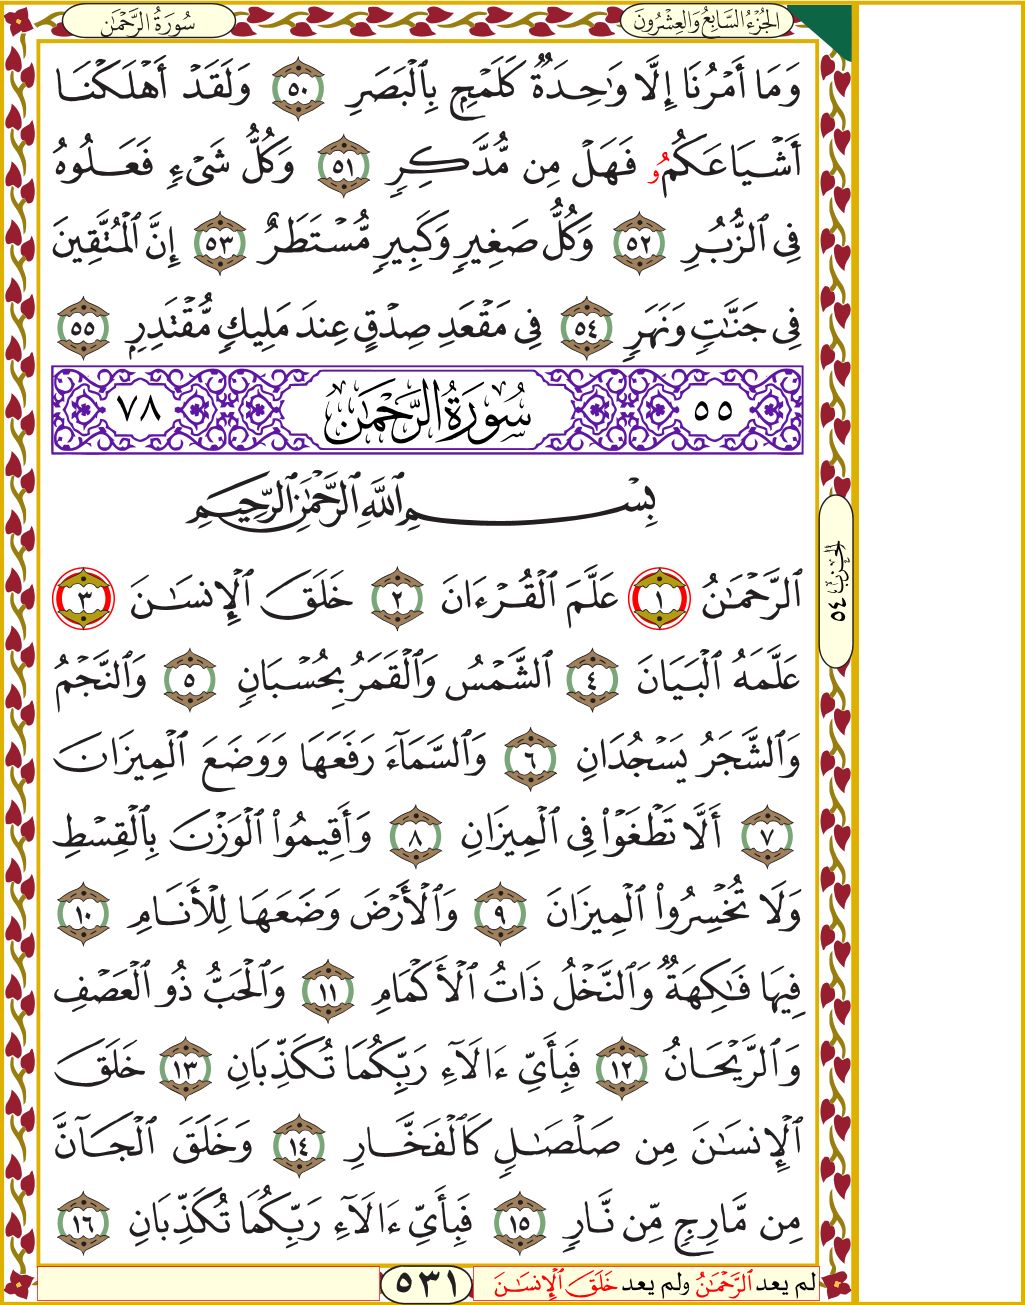 سُورَةُ الرَّحْمَٰن
الجُزْءُ السَّابِعُ وَالعِشْرُونَ
وَمَا أَمْرُنَا إِلَّا وَٰحِدَةٌ كَلَمْحٍ بِٱلْبَصَرِ ٥٠ وَلَقَدْ أَهْلَكْنَا
أَشْيَاعَكُمُۥ فَهَلْ مِن مُّدَّكِرٍ ٥١ وَكُلُّ شَىْءٍ فَعَلُوهُ
فِى ٱلزُّبُرِ ٥٢ وَكُلُّ صَغِيرٍ وَكَبِيرٍ مُّسْتَطَرٌ ٥٣ إِنَّ ٱلْمُتَّقِينَ
فِى جَنَّٰتٍ وَنَهَرٍ ٥٤ فِى مَقْعَدِ صِدْقٍ عِندَ مَلِيكٍ مُّقْتَدِرٍ ٥٥
٥٥ سُورَةُ الرَّحْمَٰن ٧٨
بِسْمِ ٱللَّهِ ٱلرَّحْمَٰنِ ٱلرَّحِيمِ
ٱلرَّحْمَٰنُ ١ عَلَّمَ ٱلْقُرْءَانَ ٢ خَلَقَ ٱلْإِنسَٰنَ ٣
عَلَّمَهُ ٱلْبَيَانَ ٤ ٱلشَّمْسُ وَٱلْقَمَرُ بِحُسْبَانٍ ٥ وَٱلنَّجْمُ
وَٱلشَّجَرُ يَسْجُدَانِ ٦ وَٱلسَّمَآءَ رَفَعَهَا وَوَضَعَ ٱلْمِيزَانَ
٧ أَلَّا تَطْغَوْا۟ فِى ٱلْمِيزَانِ ٨ وَأَقِيمُوا۟ ٱلْوَزْنَ بِٱلْقِسْطِ
وَلَا تُخْسِرُوا۟ ٱلْمِيزَانَ ٩ وَٱلْأَرْضَ وَضَعَهَا لِلْأَنَامِ ١٠
فِيهَا فَٰكِهَةٌ وَٱلنَّخْلُ ذَاتُ ٱلْأَكْمَامِ ١١ وَٱلْحَبُّ ذُو ٱلْعَصْفِ
وَٱلرَّيْحَانُ ١٢ فَبِأَىِّ ءَالَآءِ رَبِّكُمَا تُكَذِّبَانِ ١٣ خَلَقَ
ٱلْإِنسَٰنَ مِن صَلْصَٰلٍ كَٱلْفَخَّارِ ١٤ وَخَلَقَ ٱلْجَآنَّ
مِن مَّارِجٍ مِّن نَّارٍ ١٥ فَبِأَىِّ ءَالَآءِ رَبِّكُمَا تُكَذِّبَانِ ١٦
الحزب ٥٤
لم يعد ٱلرَّحْمَٰنُ ولم يعد خَلَقَ ٱلْإِنسَٰنَ
٥٣١